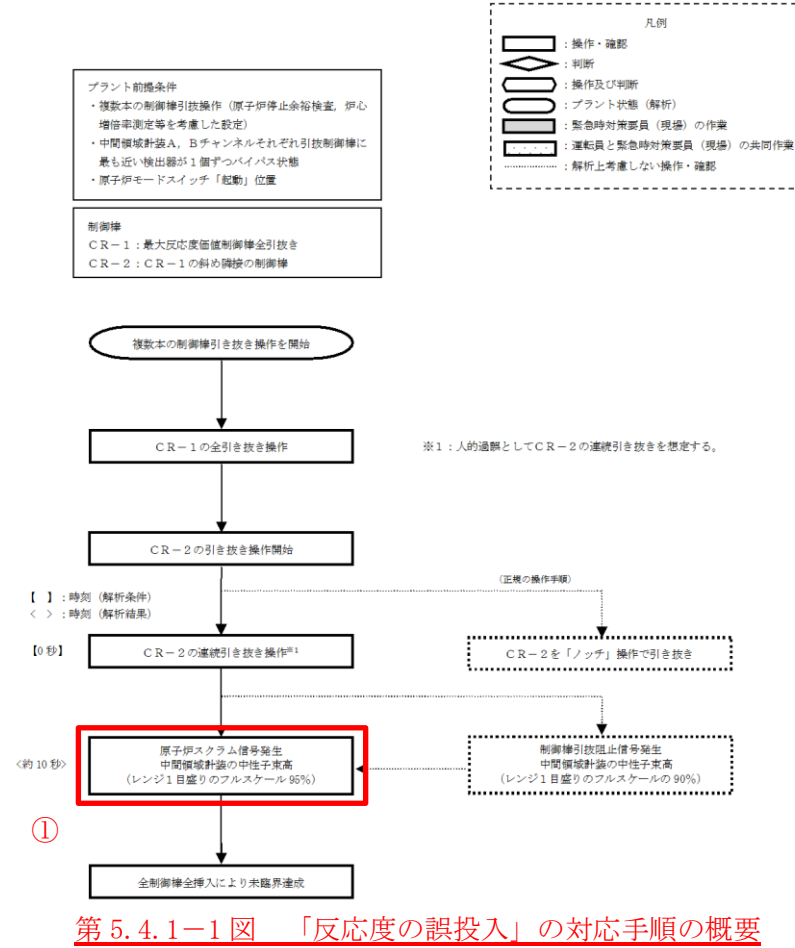 凡例
：操作・確認
：判断
：操作及び判断
：プラント状態（解析）
：緊急時対策要員（現場）の作業
：運転員と緊急時対策要員（現場）の共同作業
：解析上考慮しない操作・確認
プラント前提条件
・複数本の制御棒引抜操作（原子炉停止余裕検査，炉心
増倍率測定等を考慮した設定）
・中間領域計装Ａ，Ｂチャンネルそれぞれ引抜制御棒に
最も近い検出器が１個ずつバイパス状態
・原子炉モードスイッチ「起動」位置
制御棒
ＣＲ－１：最大反応度価値制御棒全引抜き
ＣＲ－２：ＣＲ－１の斜め隣接の制御棒
複数本の制御棒引き抜き操作を開始
ＣＲ－１の全引き抜き操作
※１：人的過誤としてＣＲ－２の連続引き抜きを想定する。
ＣＲ－２の引き抜き操作開始
（正規の操作手順）
【　】：時刻（解析条件）
＜　＞：時刻（解析結果）
【0 秒】
ＣＲ－２の連続引き抜き操作※1
ＣＲ－２を「ノッチ」操作で引き抜き
<約 10 秒>
原子炉スクラム信号発生
中間領域計装の中性子束高
（レンジ１目盛りのフルスケール 95%）
制御棒引抜阻止信号発生
中間領域計装の中性子束高
（レンジ１目盛りのフルスケールの 90%）
①
全制御棒全挿入により未臨界達成
第 5.4.1－1 図　「反応度の誤投入」の対応手順の概要